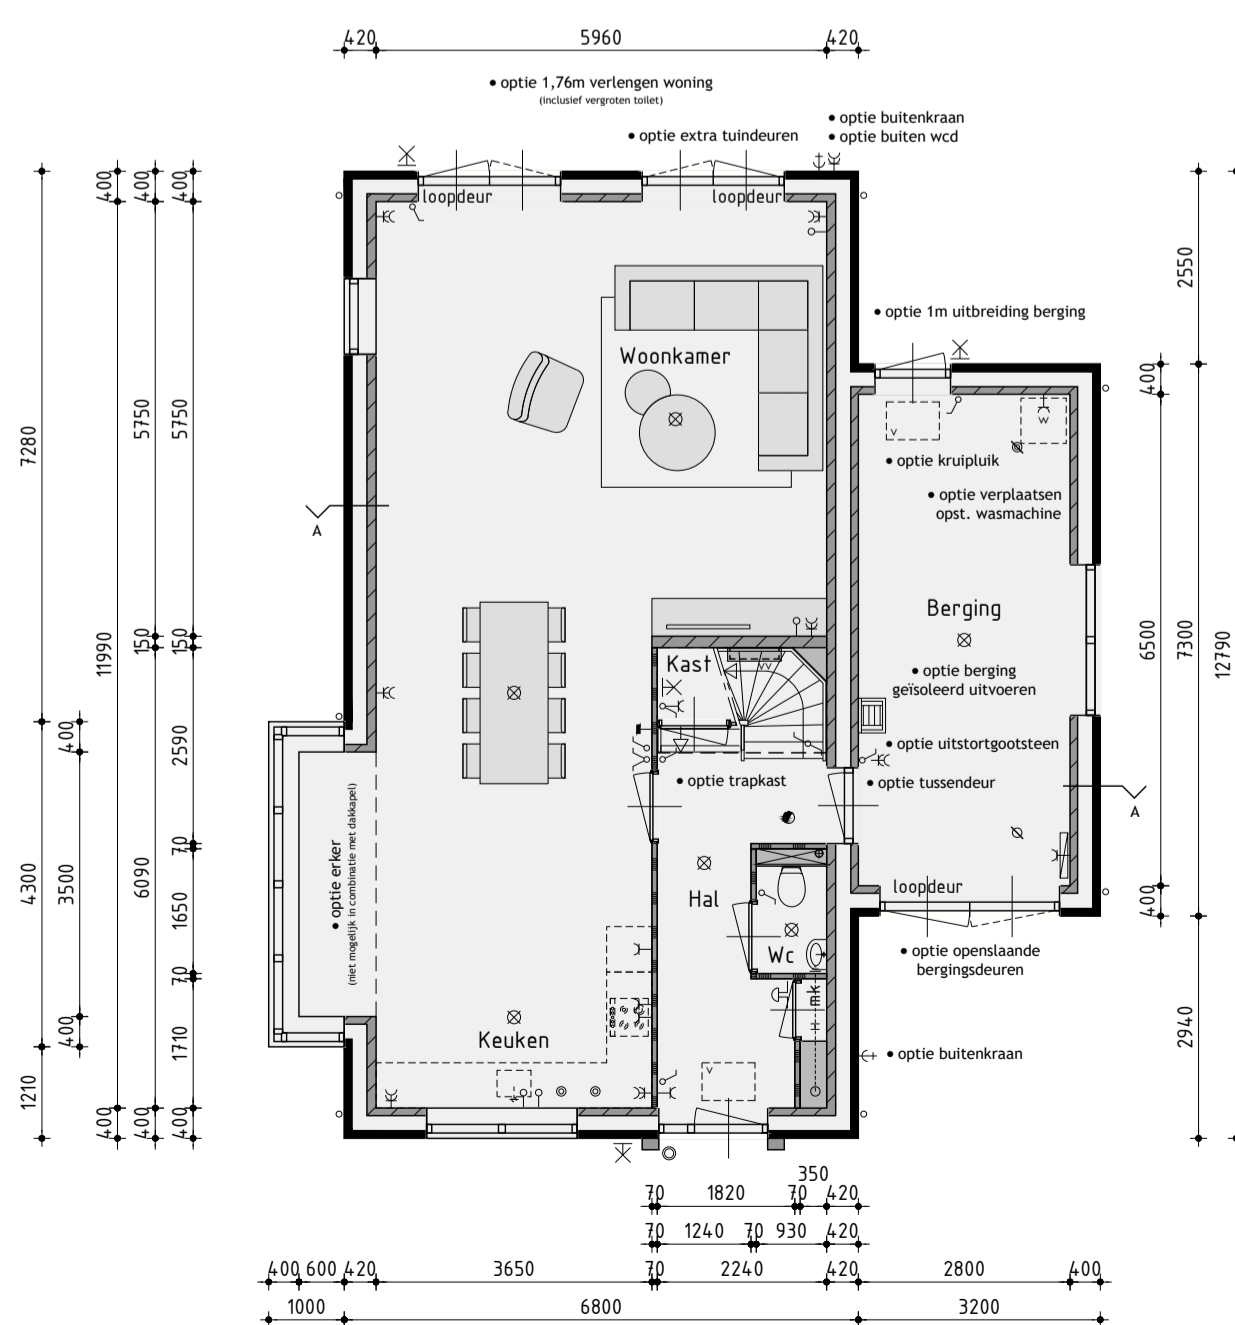 420 5960 420
• optie 1,76m verlengen woning
(inclusief vergroten toilet)
• optie buitenkraan
• optie extra tuindeuren
• optie buiten wcd
400 400 400
loopdeur
loopdeur
2550
• optie 1m uitbreiding berging
400
Woonkamer
5750 5750
7280
V
W
• optie kruipluik
• optie verplaatsen
opst. wasmachine
A
Berging
150 150
11990
6500 7300 12790
Kast
VV
• optie berging
geïsoleerd uitvoeren
400
2590
• optie uitstortgootsteen
• optie trapkast
• optie tussendeur
A
70
• optie erker
(niet mogelijk in combinatie met dakkapel)
4300 3500 6090 1650
Hal
loopdeur
400
Wc
• optie openslaande
bergingsdeuren
70
mk
H
Keuken
400
1710
2940
• optie buitenkraan
V
1210
400 400 400
350
70 1820 70 420
70 1240 70 930 420
400 600 420 3650 70 2240 420 2800 400
1000 6800 3200